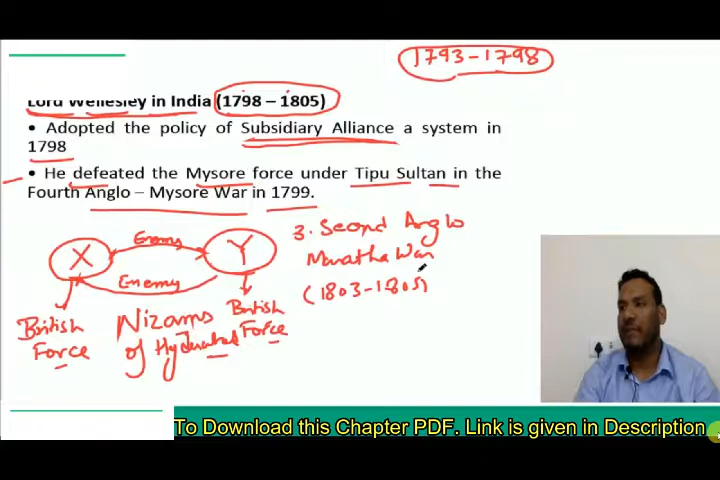 1793-1798
Lord Wellesley in India (1798 – 1805)
• Adopted the policy of Subsidiary Alliance a system in
1798
• He defeated the Mysore force under Tipu Sultan in the
Fourth Anglo – Mysore War in 1799.
X Enemy Y
Enemy
British
Force
Nizams
of Hyderabad
British
Force
3. Second Anglo
Maratha War
(1803-1805)
To Download this Chapter PDF. Link is given in Description